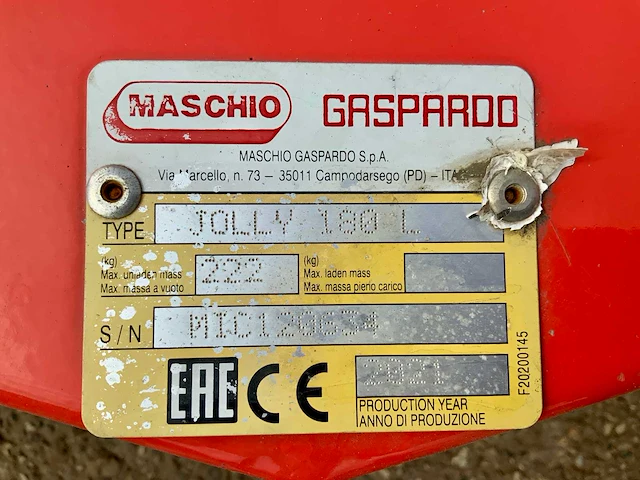 MASCHIO GASPARDO
MASCHIO GASPARDO S.p.A.
Via Marcello, n. 73 – 35011 Campodarsego (PD) –
TYPE JOLLY 180 L
(kg)
Max. unladen mass
Max. massa a vuoto
222
(kg)
Max. laden mass
Max. massa pieno carico
S/N MIC120634
EAC CE
2021
PRODUCTION YEAR
ANNO DI PRODUZIONE
F20200145